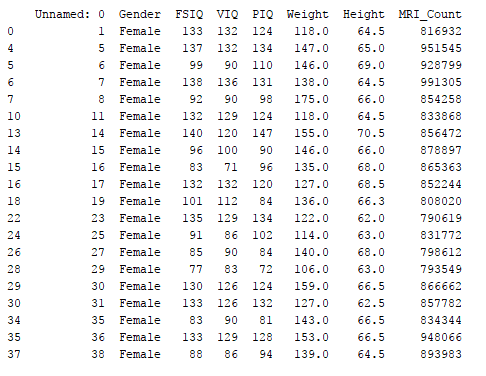 Unnamed: 0 Gender FSIQ VIQ PIQ Weight Height MRI_Count
0 1 Female 133 132 124 118.0 64.5 816932
4 5 Female 137 132 134 147.0 65.0 951545
5 6 Female 99 90 110 146.0 69.0 928799
6 7 Female 138 136 131 138.0 64.5 991305
7 8 Female 92 90 98 175.0 66.0 854258
10 11 Female 132 129 124 118.0 64.5 833868
13 14 Female 140 120 147 155.0 70.5 856472
14 15 Female 96 100 90 146.0 66.0 878897
15 16 Female 83 71 96 135.0 68.0 865363
16 17 Female 132 132 120 127.0 68.5 852244
18 19 Female 101 112 84 136.0 66.3 808020
22 23 Female 135 129 134 122.0 62.0 790619
24 25 Female 91 86 102 114.0 63.0 831772
26 27 Female 85 90 84 140.0 68.0 798612
28 29 Female 77 83 72 106.0 63.0 793549
29 30 Female 130 126 124 159.0 66.5 866662
30 31 Female 133 126 132 127.0 62.5 857782
34 35 Female 83 90 81 143.0 66.5 834344
35 36 Female 133 129 128 153.0 66.5 948066
37 38 Female 88 86 94 139.0 64.5 893983